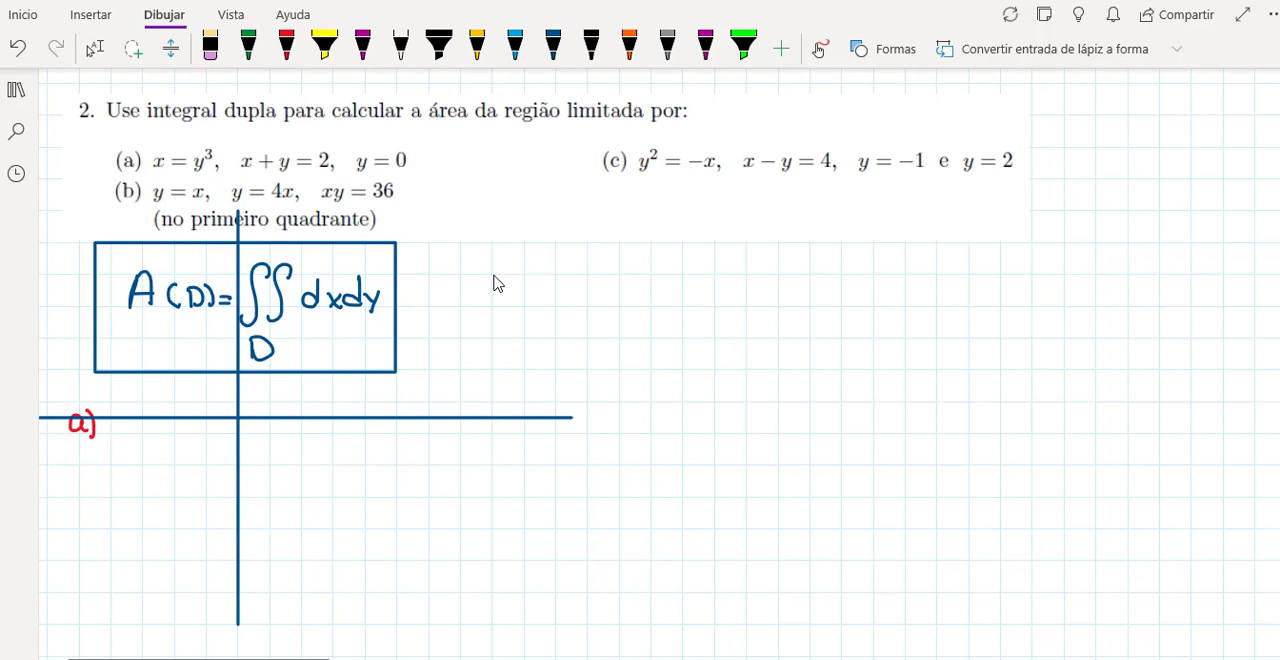 Inicio Insertar Dibujar Vista Ayuda Compartir
Formas Convertir entrada de lápiz a forma
2. Use integral dupla para calcular a área da região limitada por:
(a) x = y³, x + y = 2, y = 0 (c) y² = −x, x − y = 4, y = −1 e y = 2
(b) y = x, y = 4x, xy = 36
(no primeiro quadrante)
A(D)= ∬ dxdy
D
a)